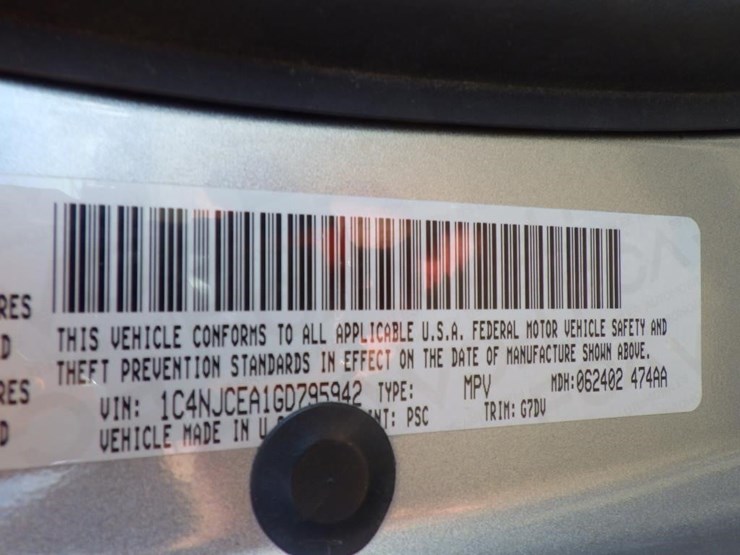 RES
D
RES
D
THIS VEHICLE CONFORMS TO ALL APPLICABLE U.S.A. FEDERAL MOTOR VEHICLE SAFETY AND
THEFT PREVENTION STANDARDS IN EFFECT ON THE DATE OF MANUFACTURE SHOWN ABOVE.
VIN: 1C4NJCEA1GD795942 TYPE: MPV MDH:062402 474AA
VEHICLE MADE IN U NT: PSC TRIM: G7DV